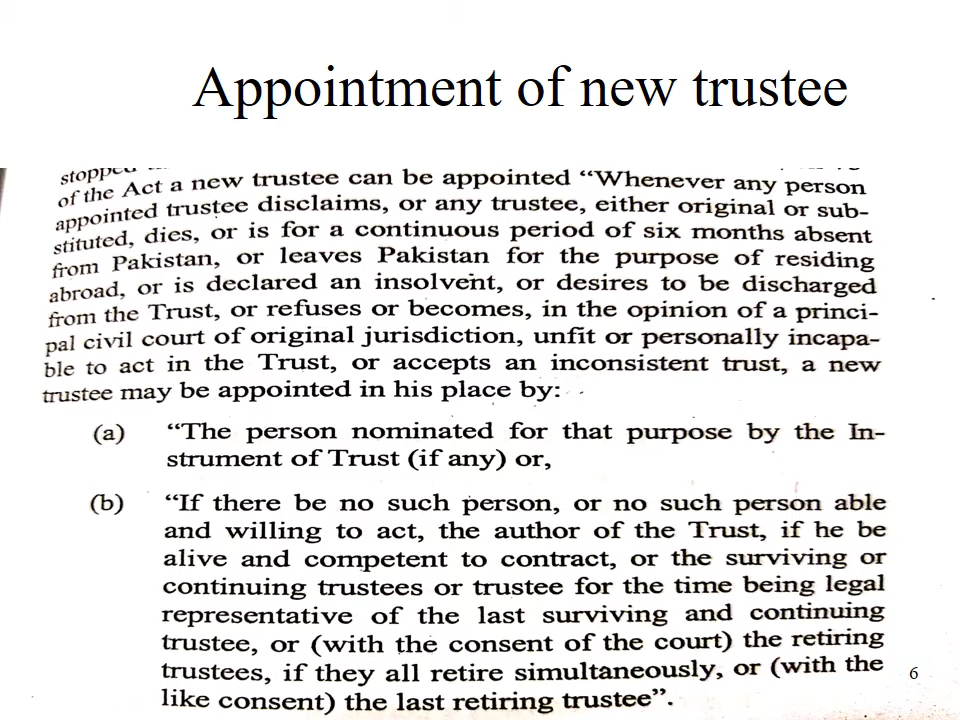 Appointment of new trustee
stopped
of the Act a new trustee can be appointed “Whenever any person
appointed trustee disclaims, or any trustee, either original or sub-
stituted, dies, or is for a continuous period of six months absent
from Pakistan, or leaves Pakistan for the purpose of residing
abroad, or is declared an insolvent, or desires to be discharged
from the Trust, or refuses or becomes, in the opinion of a princi-
pal civil court of original jurisdiction, unfit or personally incapa-
ble to act in the Trust, or accepts an inconsistent trust, a new
trustee may be appointed in his place by:
(a) “The person nominated for that purpose by the In-
strument of Trust (if any) or,
(b) “If there be no such person, or no such person able
and willing to act, the author of the Trust, if he be
alive and competent to contract, or the surviving or
continuing trustees or trustee for the time being legal
representative of the last surviving and continuing
trustee, or (with the consent of the court) the retiring
trustees, if they all retire simultaneously, or (with the
like consent) the last retiring trustee”.
6